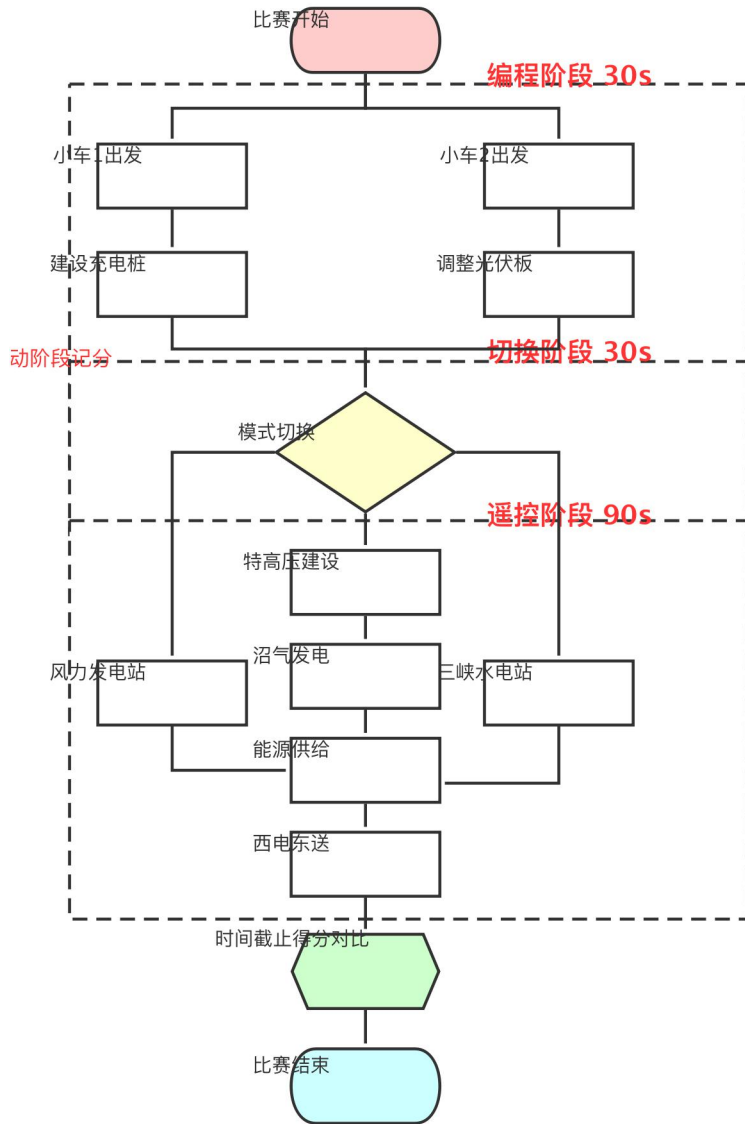 比赛开始
编程阶段 30s
小车1出发
小车2出发
建设充电桩
调整光伏板
切换阶段 30s
动阶段记分
模式切换
遥控阶段 90s
特高压建设
沼气发电
风力发电站
三峡水电站
能源供给
西电东送
时间截止得分对比
比赛结束